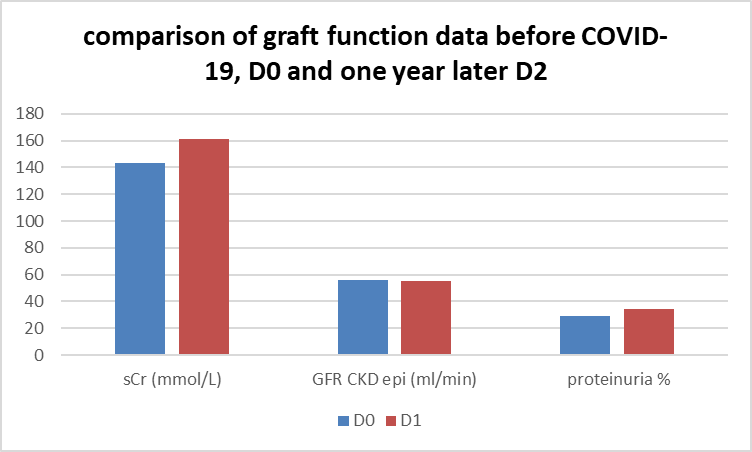 comparison of graft function data before COVID-
19, D0 and one year later D2
180
160
140
120
100
80
60
40
20
0
sCr (mmol/L) GFR CKD epi (ml/min) proteinuria %
D0 D1